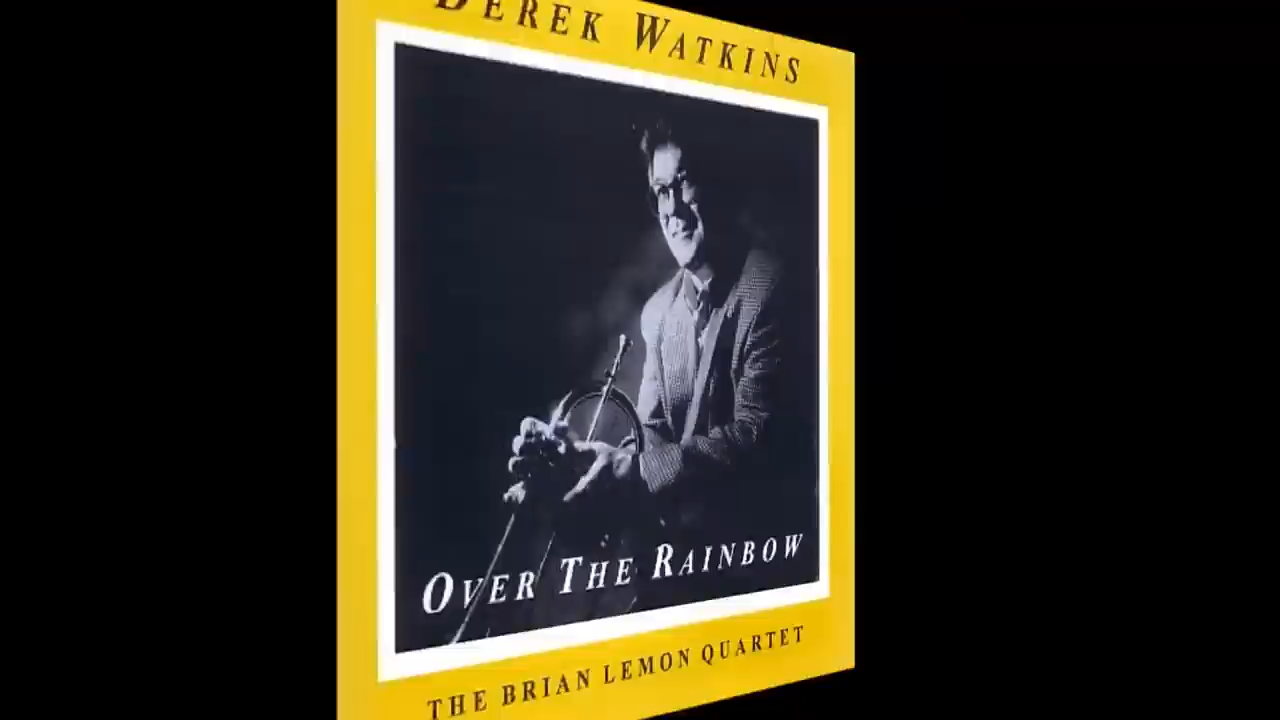 DEREK WATKINS
OVER THE RAINBOW
THE BRIAN LEMON QUARTET